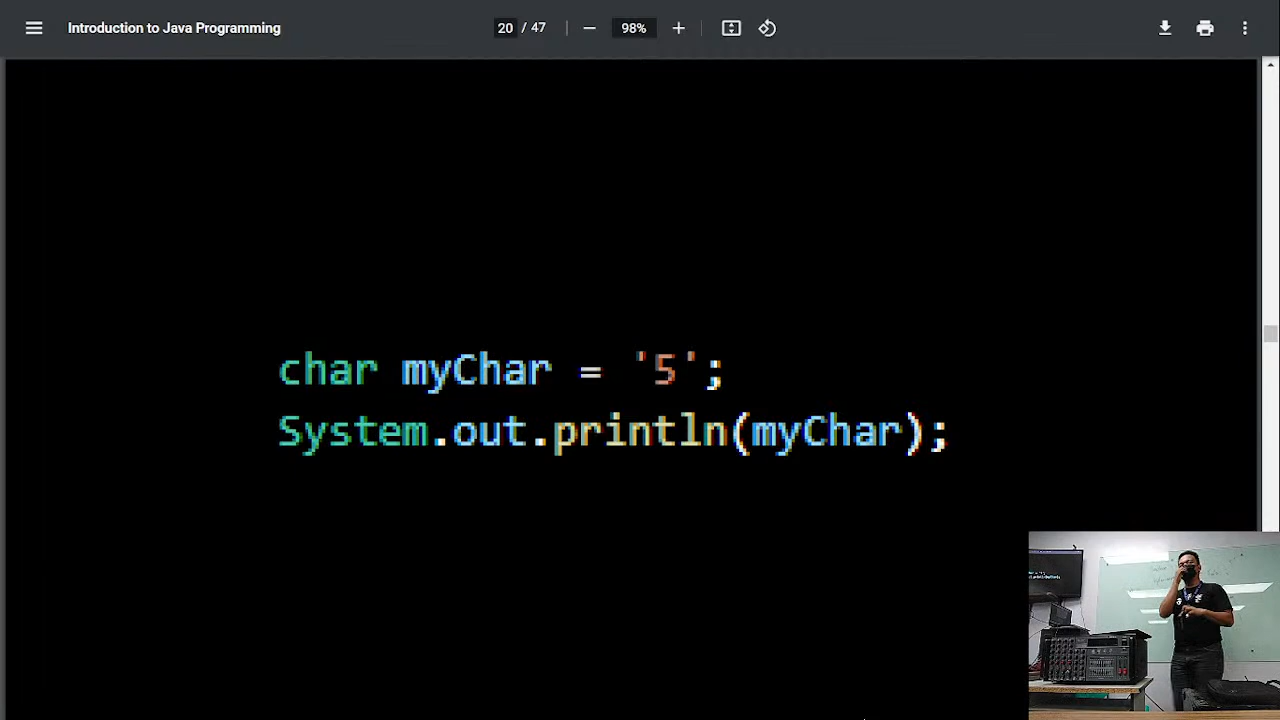 Introduction to Java Programming
20 / 47
98%
char myChar = '5';
System.out.println(myChar);